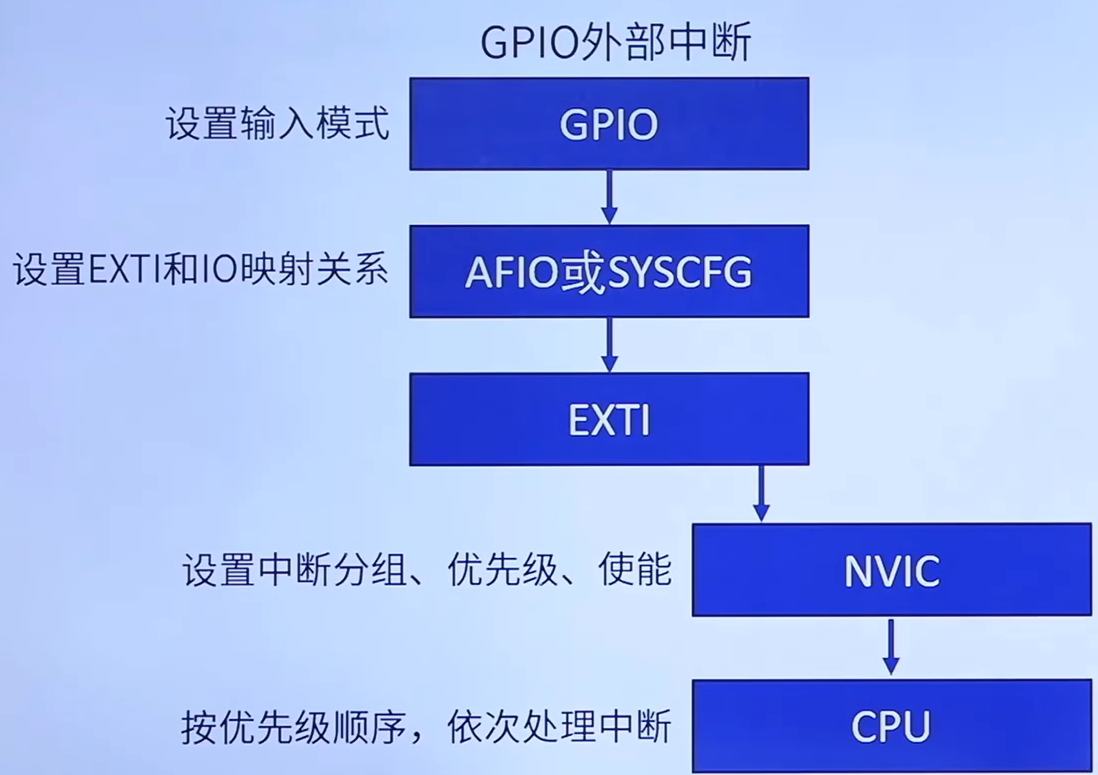 GPIO外部中断
设置输入模式
GPIO
设置EXTI和IO映射关系
AFIO或SYSCFG
EXTI
设置中断分组、优先级、使能
NVIC
按优先级顺序，依次处理中断
CPU